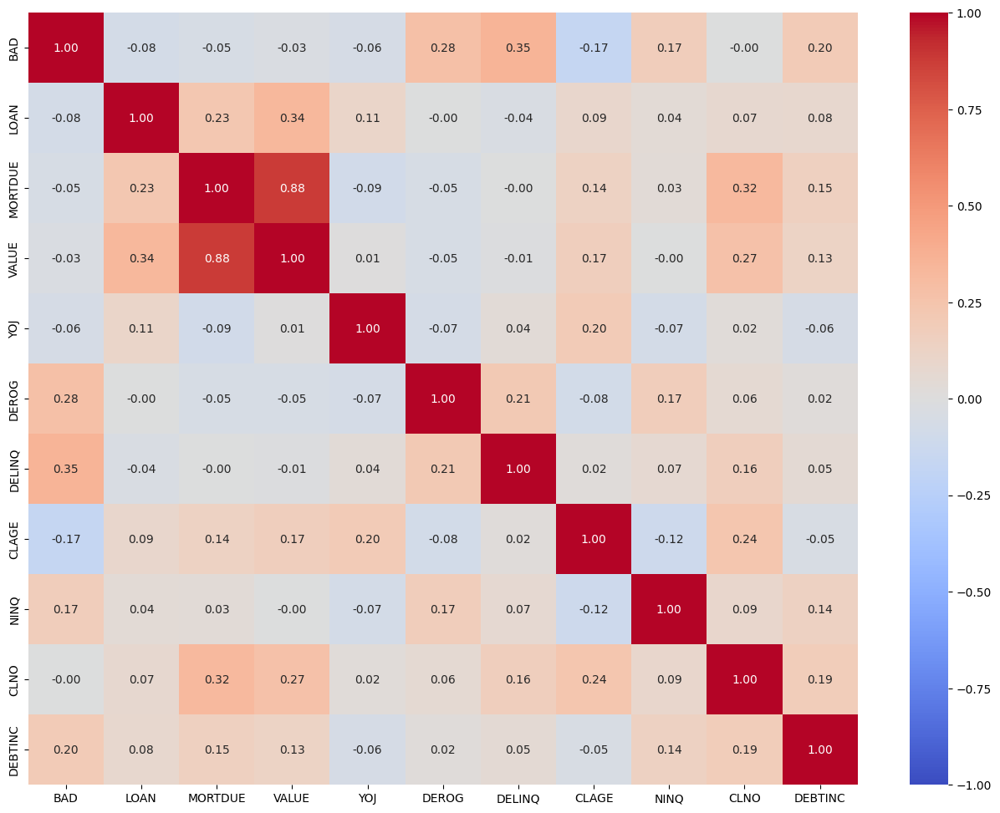 BAD 1.00 -0.08 -0.05 -0.03 -0.06 0.28 0.35 -0.17 0.17 -0.00 0.20
LOAN -0.08 1.00 0.23 0.34 0.11 -0.00 -0.04 0.09 0.04 0.07 0.08
MORTDUE -0.05 0.23 1.00 0.88 -0.09 -0.05 -0.00 0.14 0.03 0.32 0.15
VALUE -0.03 0.34 0.88 1.00 0.01 -0.05 -0.01 0.17 -0.00 0.27 0.13
YOJ -0.06 0.11 -0.09 0.01 1.00 -0.07 0.04 0.20 -0.07 0.02 -0.06
DEROG 0.28 -0.00 -0.05 -0.05 -0.07 1.00 0.21 -0.08 0.17 0.06 0.02
DELINQ 0.35 -0.04 -0.00 -0.01 0.04 0.21 1.00 0.02 0.07 0.16 0.05
CLAGE -0.17 0.09 0.14 0.17 0.20 -0.08 0.02 1.00 -0.12 0.24 -0.05
NINQ 0.17 0.04 0.03 -0.00 -0.07 0.17 0.07 -0.12 1.00 0.09 0.14
CLNO -0.00 0.07 0.32 0.27 0.02 0.06 0.16 0.24 0.09 1.00 0.19
DEBTINC 0.20 0.08 0.15 0.13 -0.06 0.02 0.05 -0.05 0.14 0.19 1.00
BAD LOAN MORTDUE VALUE YOJ DEROG DELINQ CLAGE NINQ CLNO DEBTINC
1.00
0.75
0.50
0.25
0.00
−0.25
−0.50
−0.75
−1.00